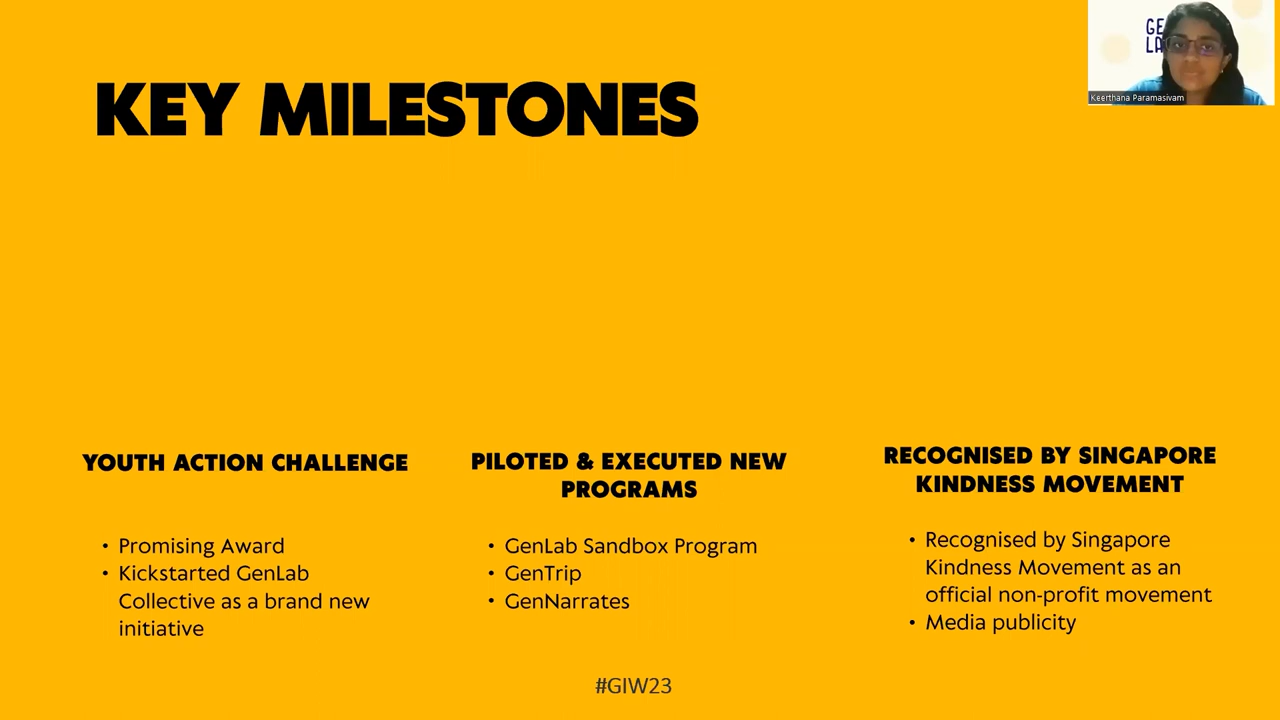 KEY MILESTONES
GE
LA
Keerthana Paramasivam
YOUTH ACTION CHALLENGE
• Promising Award
• Kickstarted GenLab
Collective as a brand new
initiative
PILOTED & EXECUTED NEW
PROGRAMS
• GenLab Sandbox Program
• GenTrip
• GenNarrates
RECOGNISED BY SINGAPORE
KINDNESS MOVEMENT
• Recognised by Singapore
Kindness Movement as an
official non-profit movement
• Media publicity
#GIW23